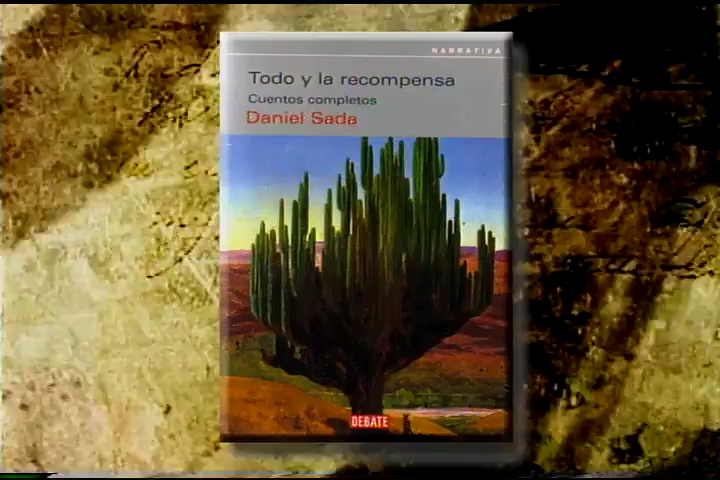 NARRATIVA
Todo y la recompensa
Cuentos completos
Daniel Sada
DEBATE